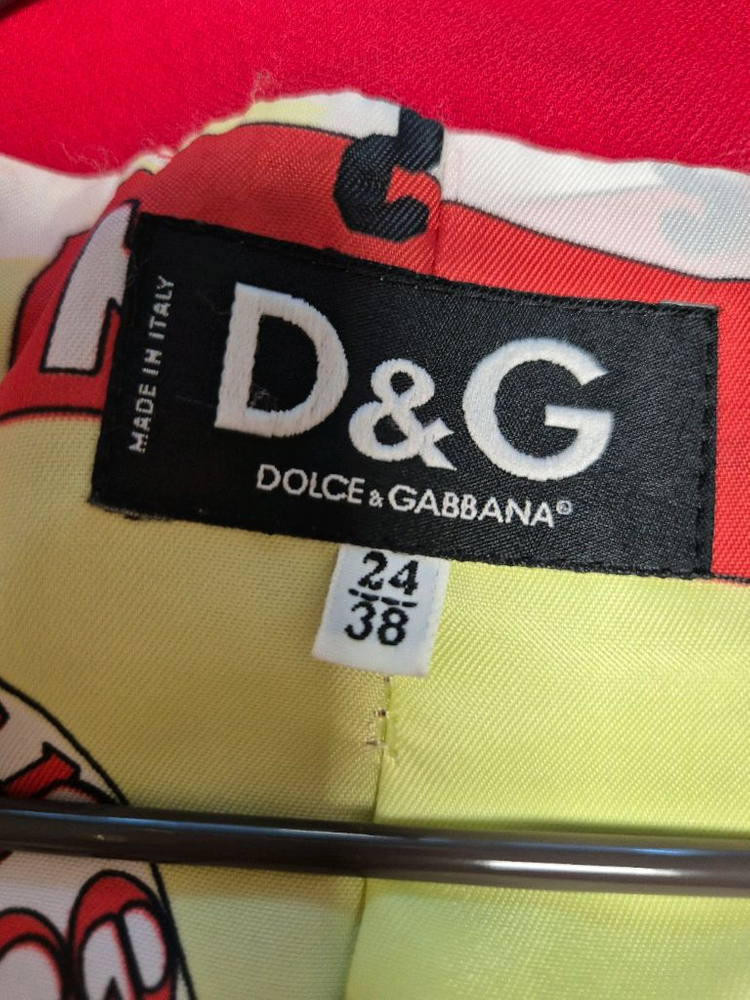 MADE IN ITALY
D&G
DOLCE & GABBANA®
24
38